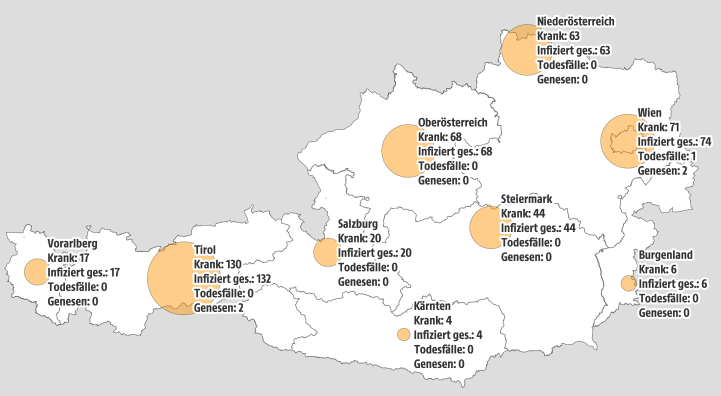 Niederösterreich
Krank: 63
Infiziert ges.: 63
Todesfälle: 0
Genesen: 0
Wien
Krank: 71
Infiziert ges.: 74
Todesfälle: 1
Genesen: 2
Oberösterreich
Krank: 68
Infiziert ges.: 68
Todesfälle: 0
Genesen: 0
Steiermark
Krank: 44
Infiziert ges.: 44
Todesfälle: 0
Genesen: 0
Salzburg
Krank: 20
Infiziert ges.: 20
Todesfälle: 0
Genesen: 0
Vorarlberg
Krank: 17
Infiziert ges.: 17
Todesfälle: 0
Genesen: 0
Tirol
Krank: 130
Infiziert ges.: 132
Todesfälle: 0
Genesen: 2
Burgenland
Krank: 6
Infiziert ges.: 6
Todesfälle: 0
Genesen: 0
Kärnten
Krank: 4
Infiziert ges.: 4
Todesfälle: 0
Genesen: 0